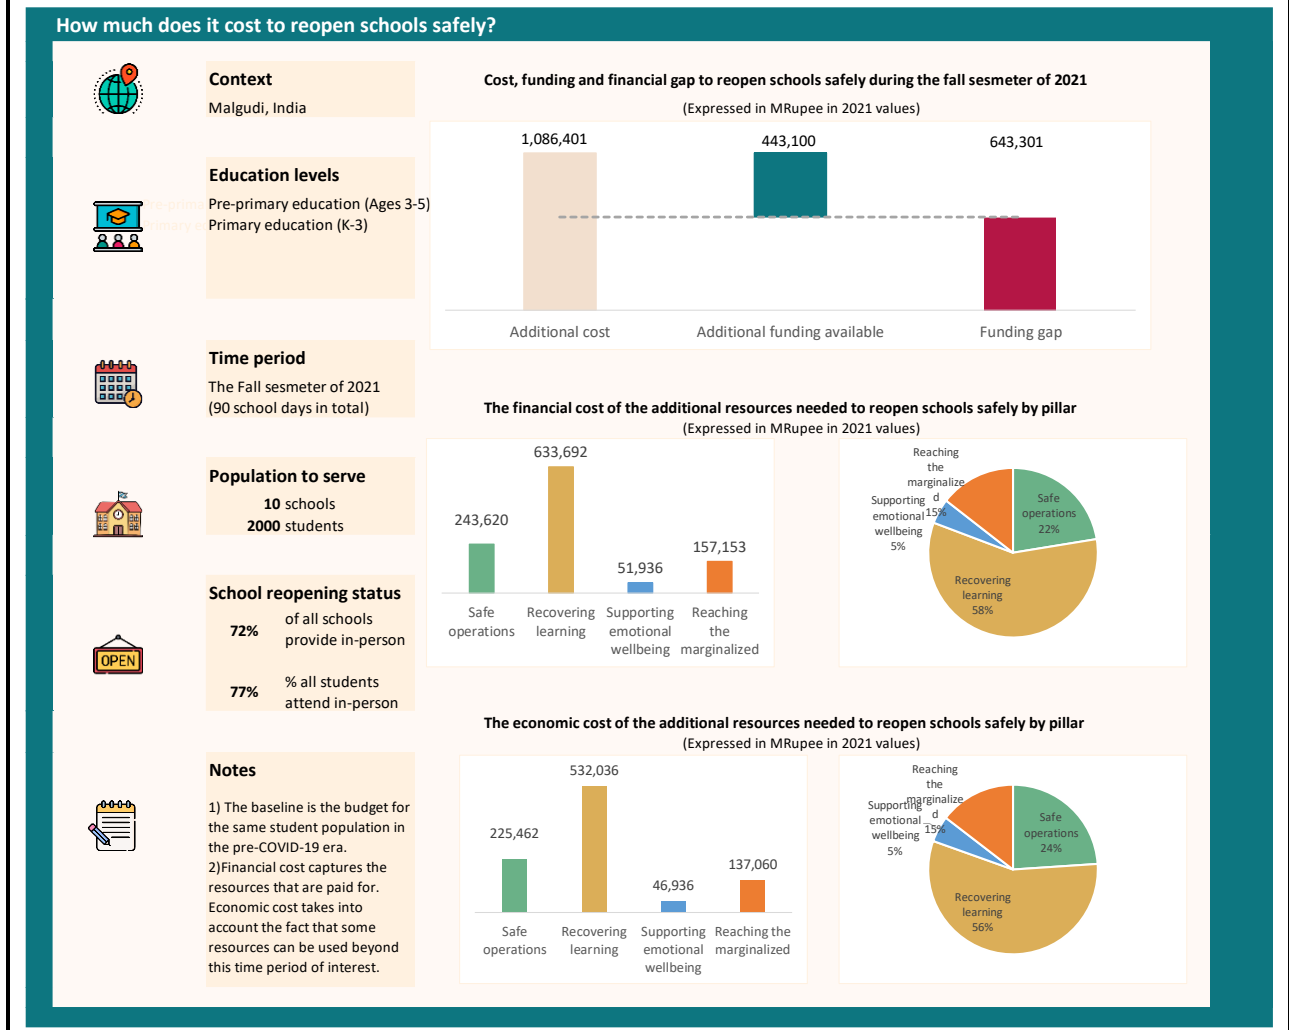 How much does it cost to reopen schools safely?
Context
Malgudi, India
Education levels
Pre-primary education (Ages 3-5)
Primary education (K-3)
Time period
The Fall sesmeter of 2021
(90 school days in total)
Population to serve
10 schools
2000 students
School reopening status
72%
of all schools
provide in-person
77%
% all students
attend in-person
OPEN
Notes
1) The baseline is the budget for
the same student population in
the pre-COVID-19 era.
2)Financial cost captures the
resources that are paid for.
Economic cost takes into
account the fact that some
resources can be used beyond
this time period of interest.
Cost, funding and financial gap to reopen schools safely during the fall sesmeter of 2021
(Expressed in MRupee in 2021 values)
1,086,401
443,100
643,301
Additional cost
Additional funding available
Funding gap
The financial cost of the additional resources needed to reopen schools safely by pillar
(Expressed in MRupee in 2021 values)
243,620
633,692
51,936
157,153
Safe
operations
Recovering
learning
Supporting
emotional
wellbeing
Reaching
the
marginalized
Reaching
the
marginalize
d
15%
Supporting
emotional
wellbeing
5%
Safe
operations
22%
Recovering
learning
58%
The economic cost of the additional resources needed to reopen schools safely by pillar
(Expressed in MRupee in 2021 values)
225,462
532,036
46,936
137,060
Safe
operations
Recovering
learning
Supporting
emotional
wellbeing
Reaching the
marginalized
Reaching
the
marginalize
d
15%
Supporting
emotional
wellbeing
5%
Safe
operations
24%
Recovering
learning
56%